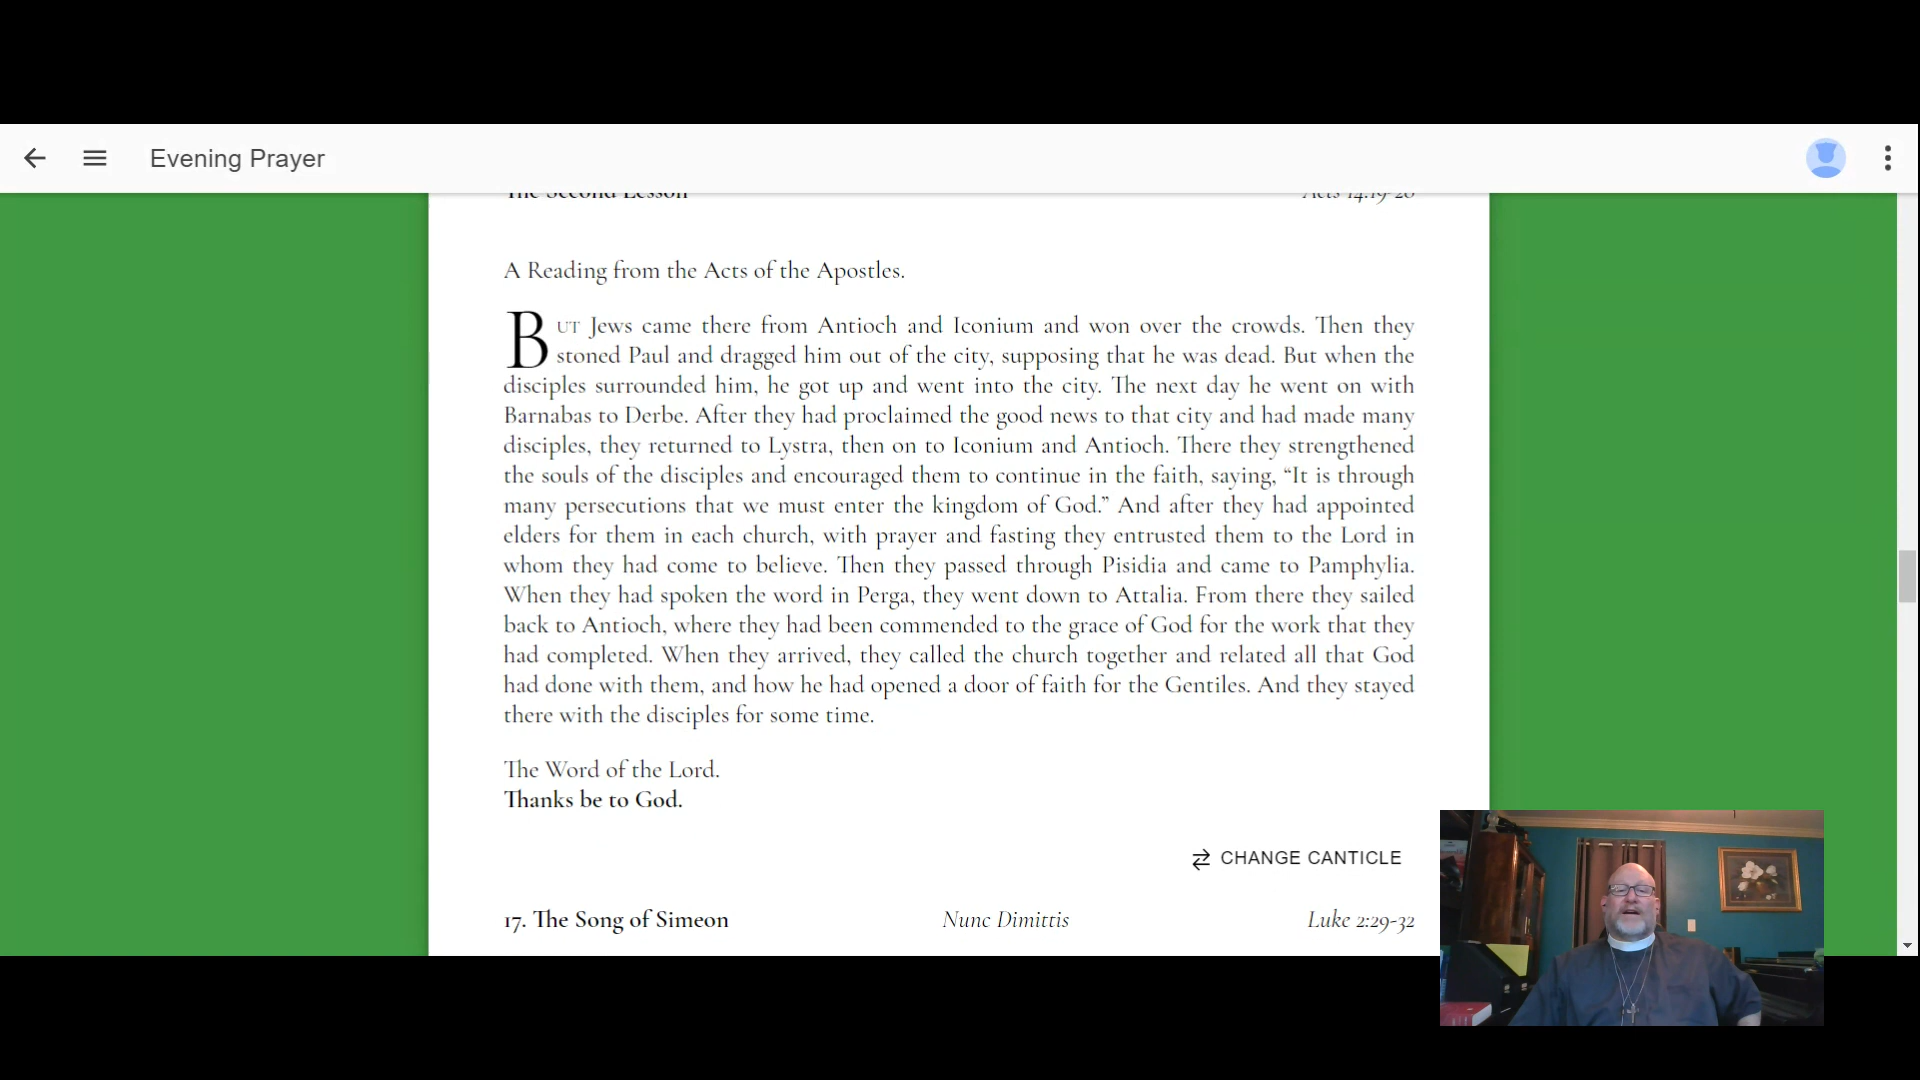 Evening Prayer
The Second Lesson Acts 14:19-28
A Reading from the Acts of the Apostles.
BUT Jews came there from Antioch and Iconium and won over the crowds. Then they
stoned Paul and dragged him out of the city, supposing that he was dead. But when the
disciples surrounded him, he got up and went into the city. The next day he went on with
Barnabas to Derbe. After they had proclaimed the good news to that city and had made many
disciples, they returned to Lystra, then on to Iconium and Antioch. There they strengthened
the souls of the disciples and encouraged them to continue in the faith, saying, “It is through
many persecutions that we must enter the kingdom of God.” And after they had appointed
elders for them in each church, with prayer and fasting they entrusted them to the Lord in
whom they had come to believe. Then they passed through Pisidia and came to Pamphylia.
When they had spoken the word in Perga, they went down to Attalia. From there they sailed
back to Antioch, where they had been commended to the grace of God for the work that they
had completed. When they arrived, they called the church together and related all that God
had done with them, and how he had opened a door of faith for the Gentiles. And they stayed
there with the disciples for some time.
The Word of the Lord.
Thanks be to God.
CHANGE CANTICLE
17. The Song of Simeon Nunc Dimittis Luke 2:29-32